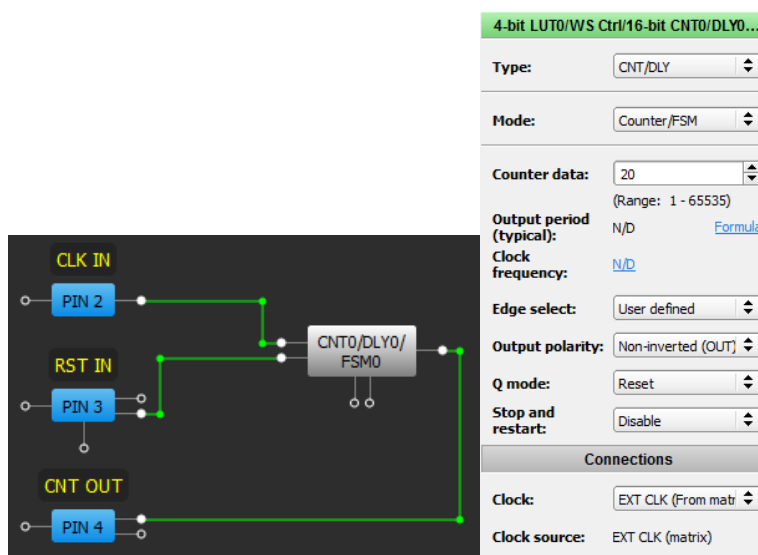 CLK IN
PIN 2
RST IN
PIN 3
CNT OUT
PIN 4
CNT0/DLY0/
FSM0
4-bit LUT0/WS Ctrl/16-bit CNT0/DLY0...
Type: CNT/DLY
Mode: Counter/FSM
Counter data: 20
(Range: 1 - 65535)
Output period
(typical): N/D Formula
Clock
frequency: N/D
Edge select: User defined
Output polarity: Non-inverted (OUT)
Q mode: Reset
Stop and
restart: Disable
Connections
Clock: EXT CLK (From matr
Clock source: EXT CLK (matrix)